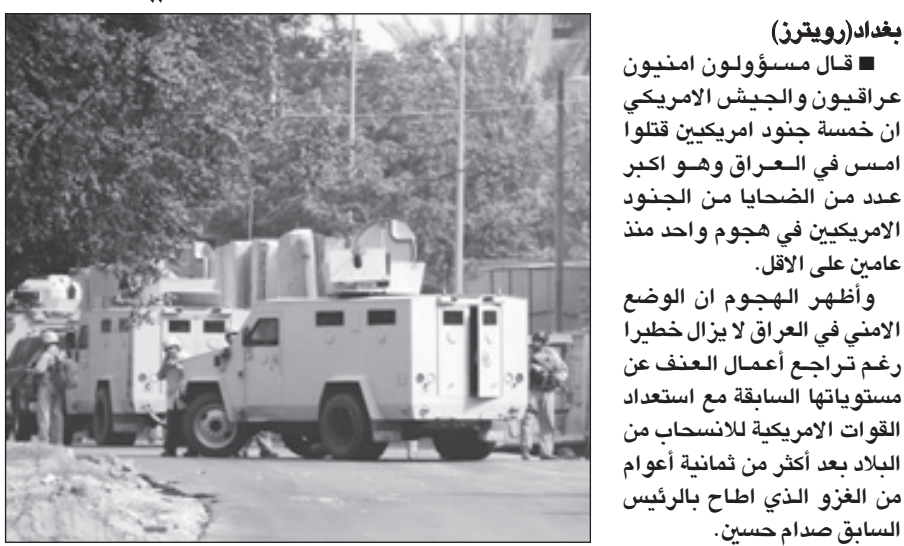 بغداد(رويترز)
■ قال مسؤولون امنيون
عراقيون والجيش الامريكي
ان خمسة جنود امريكيين قتلوا
امس في العراق وهو اكبر
عدد من الضحايا من الجنود
الامريكيين في هجوم واحد منذ
عامين على الاقل.
وأظهر الهجوم ان الوضع
الامني في العراق لا يزال خطيرا
رغم تراجع أعمال العنف عن
مستوياتها السابقة مع استعداد
القوات الامريكية للانسحاب من
البلاد بعد أكثر من ثمانية أعوام
من الغزو الذي اطاح بالرئيس
السابق صدام حسين.